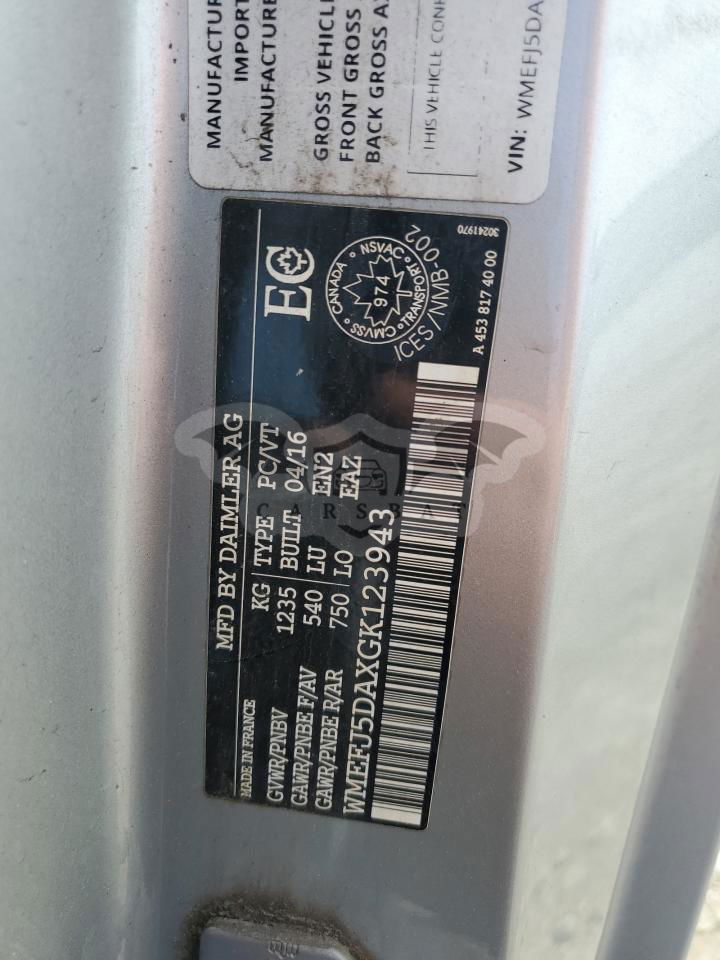 MANUFACTUR
IMPORT
MANUFACTURE
GROSS VEHICLE
FRONT GROSS
BACK GROSS AX
THIS VEHICLE CONF
VIN: WMEFJ5DA
MFD BY DAIMLER AG
MADE IN FRANCE
KG TYPE PC/VT
GVWR/PNBV 1235 BUILT 04/16
GAWR/PNBE F/AV 540 LU EN2
GAWR/PNBE R/AR 750 LO EAZ
WMEFJ5DAXGK123943
EC
CANADA
NSVAC
974
CMVSS
TRANSPORT
ICES/NMB-002
30241970
A 453 817 40 00
CARSBAT